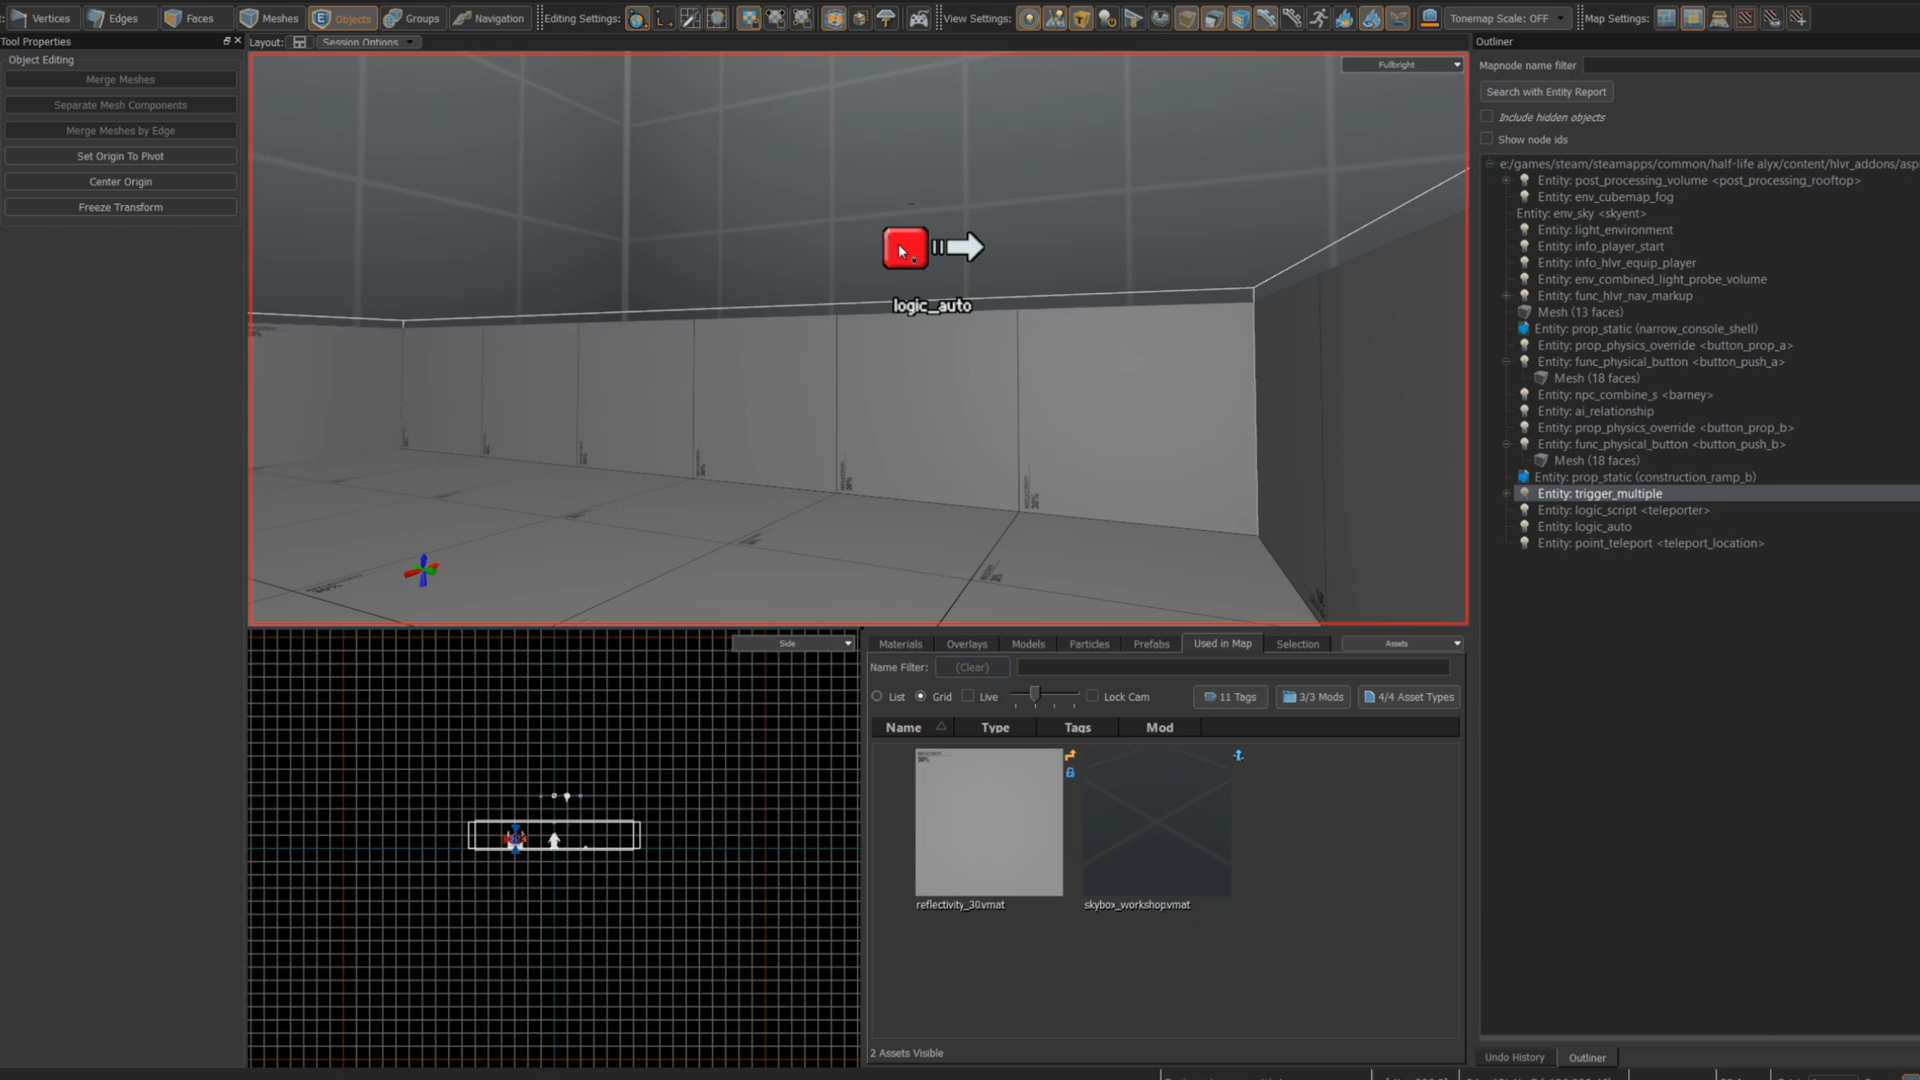 Vertices Edges Faces Meshes Objects Groups Navigation Editing Settings: View Settings: Tonemap Scale: OFF Map Settings:
Tool Properties
Object Editing
Merge Meshes
Separate Mesh Components
Merge Meshes by Edge
Set Origin To Pivot
Center Origin
Freeze Transform
Layout: Session Options
Fullbright
logic_auto
Side
Materials Overlays Models Particles Prefabs Used in Map Selection Assets
Name Filter: (Clear)
List Grid Live Lock Cam 11 Tags 3/3 Mods 4/4 Asset Types
Name Type Tags Mod
reflectivity_30.vmat
skybox_workshop.vmat
2 Assets Visible
Outliner
Mapnode name filter
Search with Entity Report
Include hidden objects
Show node ids
e:/games/steam/steamapps/common/half-life alyx/content/hlvr_addons/asp
Entity: post_processing_volume <post_processing_rooftop>
Entity: env_cubemap_fog
Entity: env_sky <skyent>
Entity: light_environment
Entity: info_player_start
Entity: info_hlvr_equip_player
Entity: env_combined_light_probe_volume
Entity: func_hlvr_nav_markup
Mesh (13 faces)
Entity: prop_static (narrow_console_shell)
Entity: prop_physics_override <button_prop_a>
Entity: func_physical_button <button_push_a>
Mesh (18 faces)
Entity: npc_combine_s <barney>
Entity: ai_relationship
Entity: prop_physics_override <button_prop_b>
Entity: func_physical_button <button_push_b>
Mesh (18 faces)
Entity: prop_static (construction_ramp_b)
Entity: trigger_multiple
Entity: logic_script <teleporter>
Entity: logic_auto
Entity: point_teleport <teleport_location>
Undo History Outliner